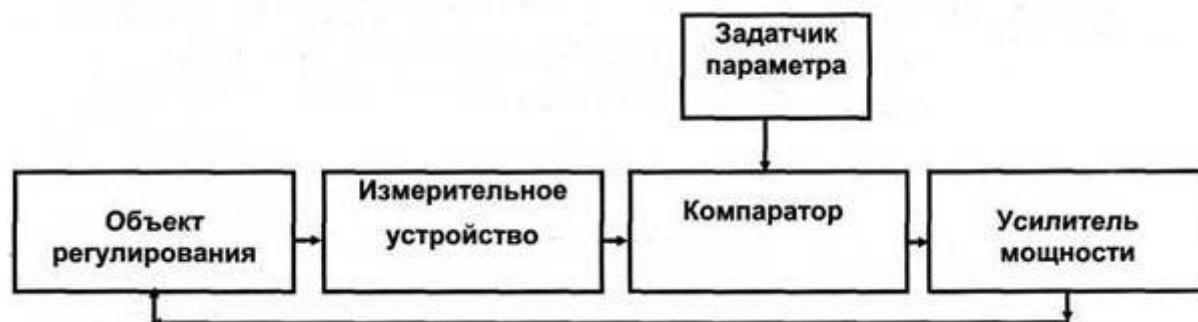 Задатчик
параметра
Объект
регулирования
Измерительное
устройство
Компаратор
Усилитель
мощности